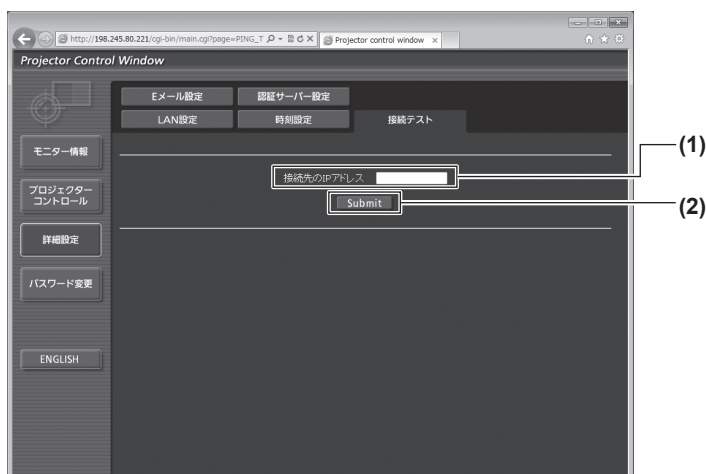 http://198.245.80.221/cgi-bin/main.cgi?page=PING_T
Projector control window
Projector Control Window
Eメール設定
認証サーバー設定
LAN設定
時刻設定
接続テスト
モニター情報
プロジェクター
コントロール
詳細設定
パスワード変更
ENGLISH
接続先のIPアドレス
Submit
(1)
(2)